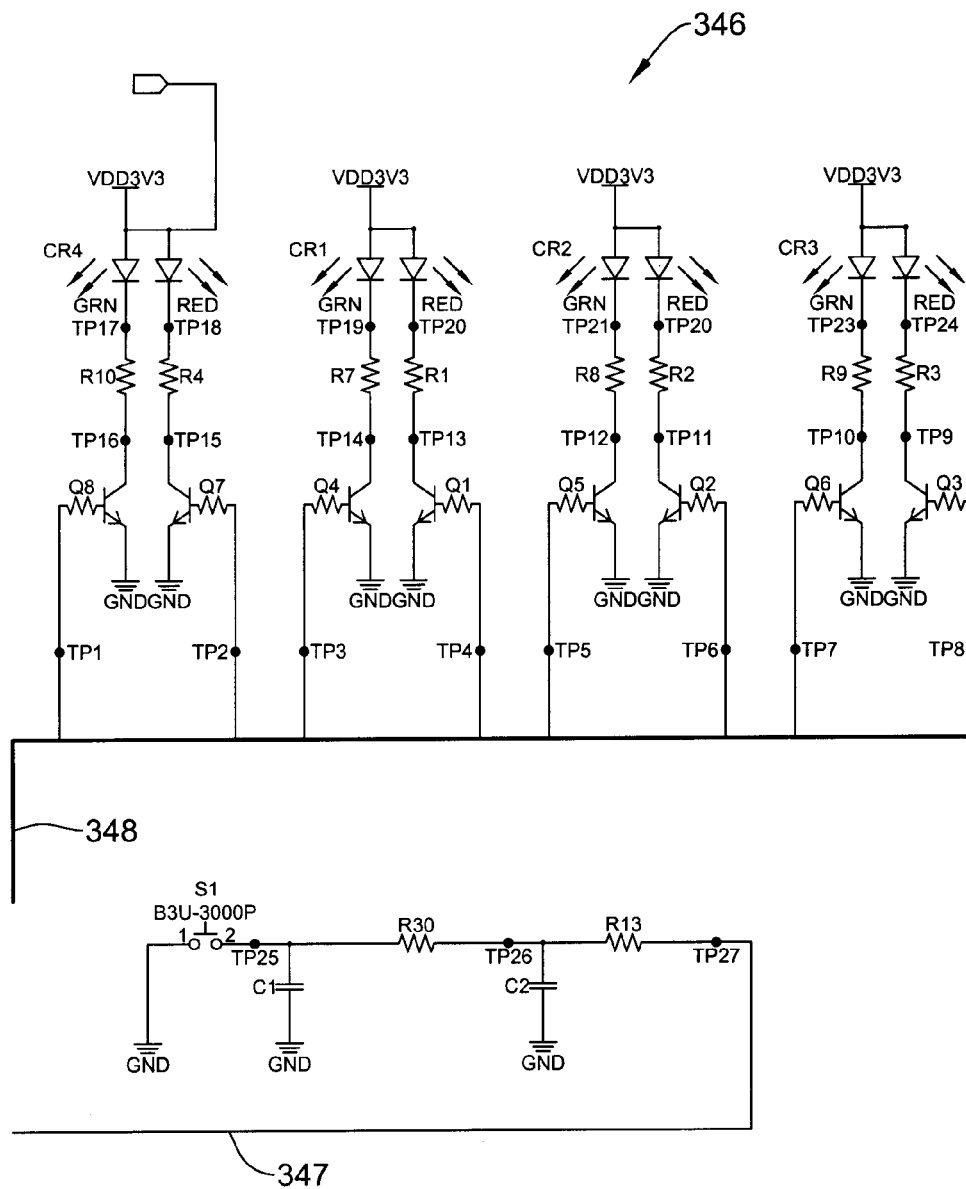 346
VDD3V3 VDD3V3 VDD3V3 VDD3V3
CR4 CR1 CR2 CR3
GRN RED GRN RED GRN RED GRN RED
TP17 TP18 TP19 TP20 TP21 TP20 TP23 TP24
R10 R4 R7 R1 R8 R2 R9 R3
TP16 TP15 TP14 TP13 TP12 TP11 TP10 TP9
Q8 Q7 Q4 Q1 Q5 Q2 Q6 Q3
GND GND GND GND GND GND GND GND
TP1 TP2 TP3 TP4 TP5 TP6 TP7 TP8
348
S1
B3U-3000P
1 2 R30 R13
TP25 TP26 TP27
C1 C2
GND GND GND
347